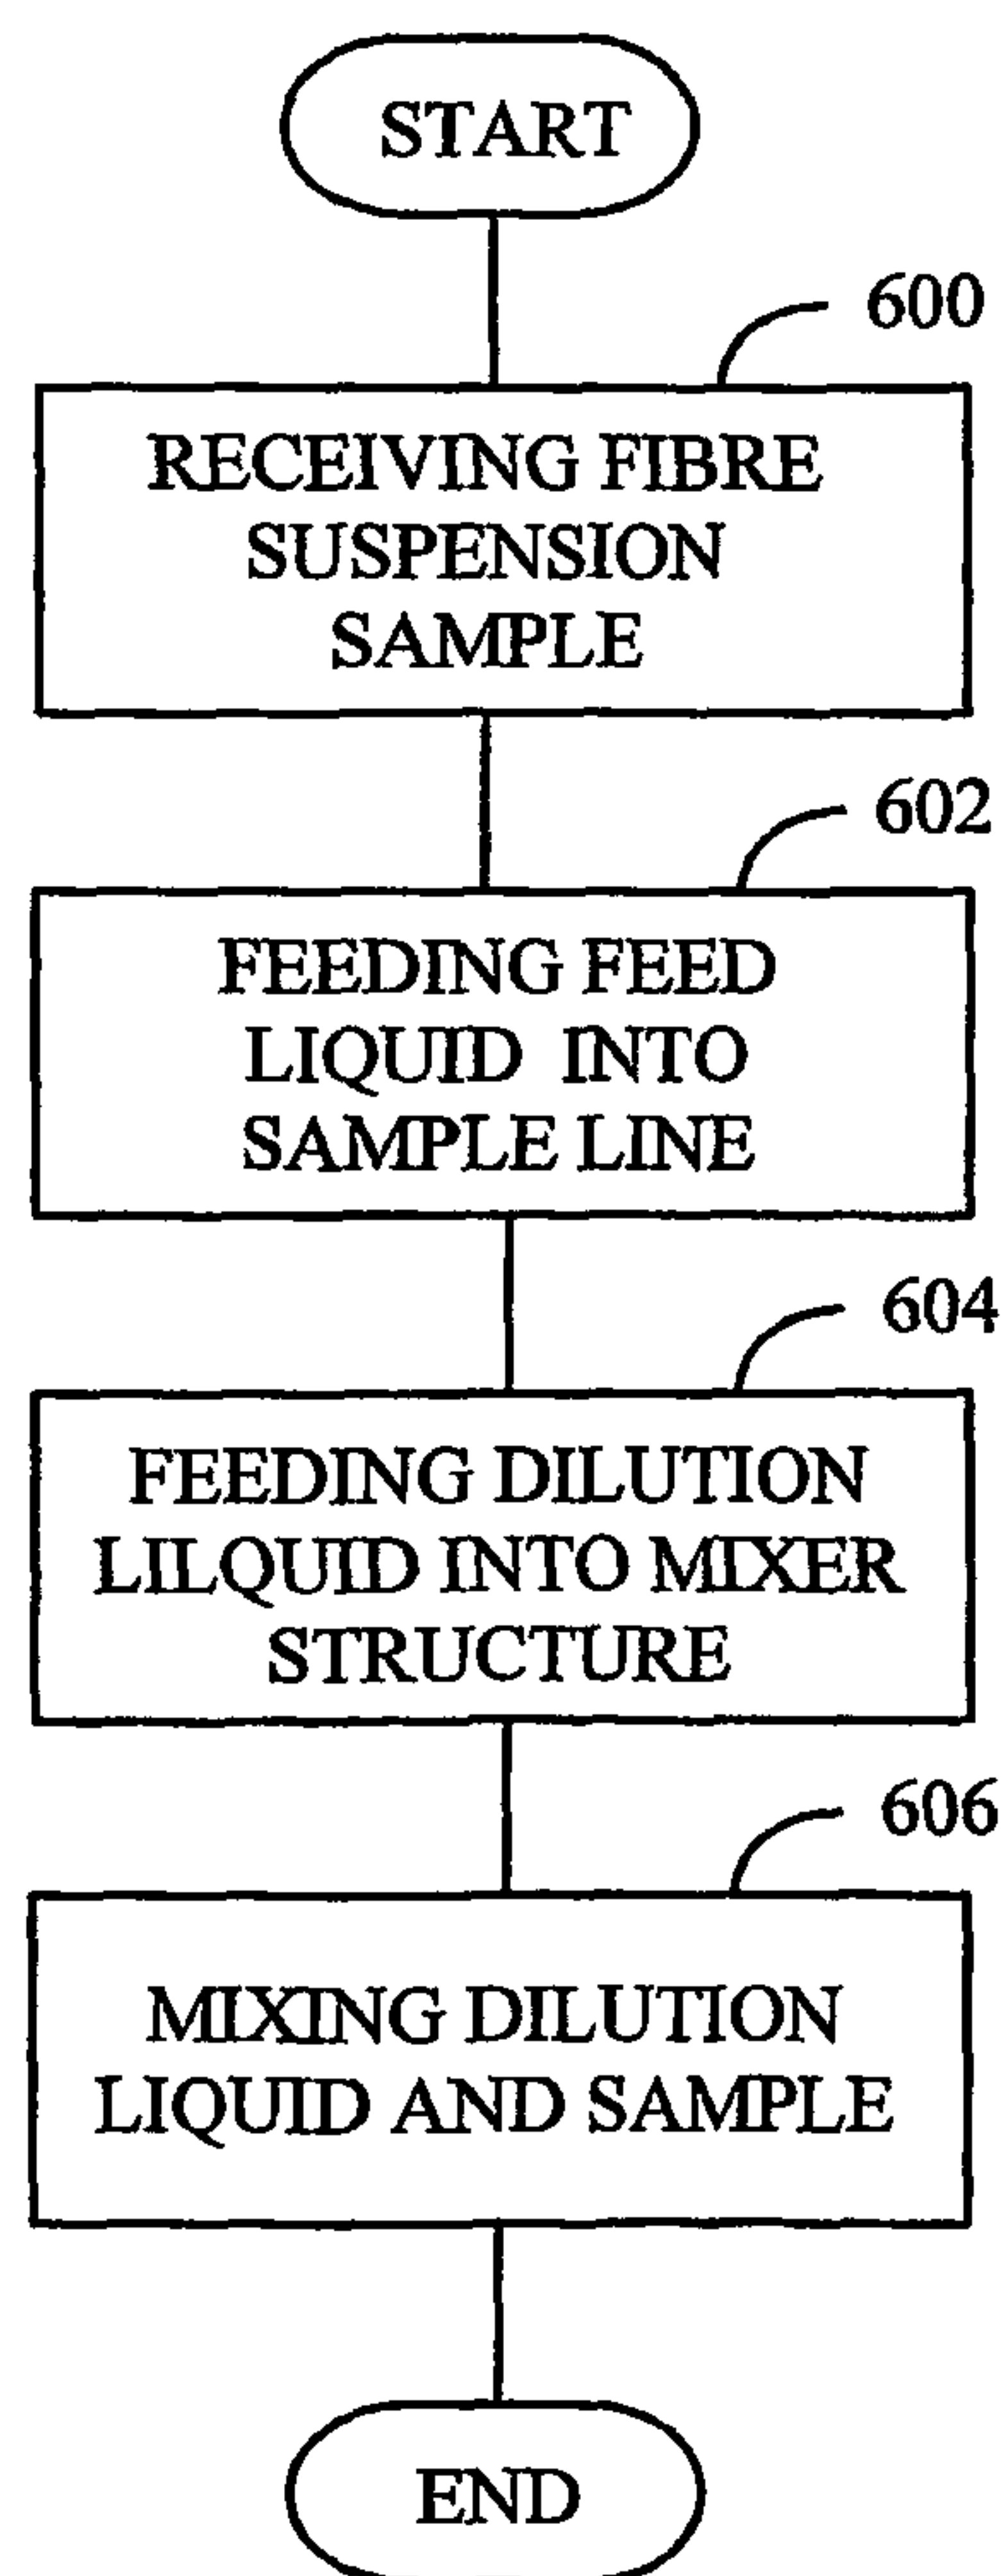 START
600
RECEIVING FIBRE
SUSPENSION
SAMPLE
602
FEEDING FEED
LIQUID INTO
SAMPLE LINE
604
FEEDING DILUTION
LILQUID INTO MIXER
STRUCTURE
606
MIXING DILUTION
LIQUID AND SAMPLE
END